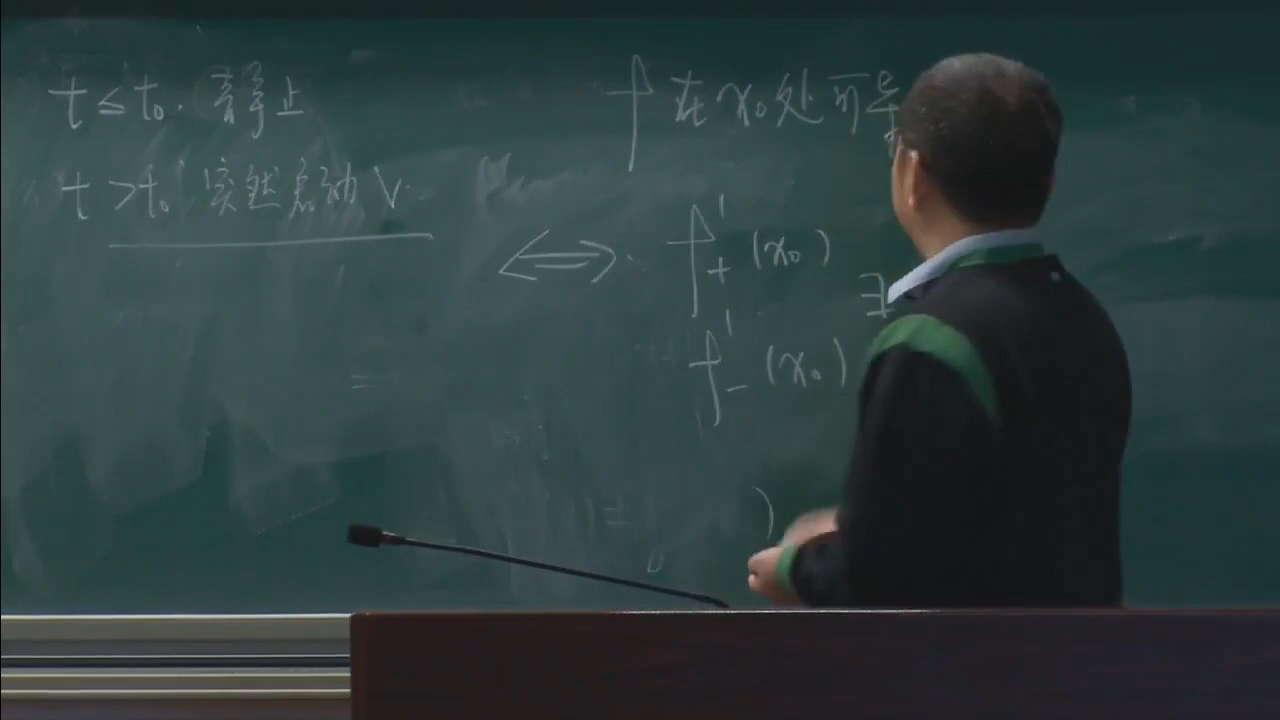 t ≤ t₀. 静止
t > t₀ 突然启动 V.
f 在 x₀ 处可导
⟺ f'₊(x₀)
∃
f'₋(x₀)